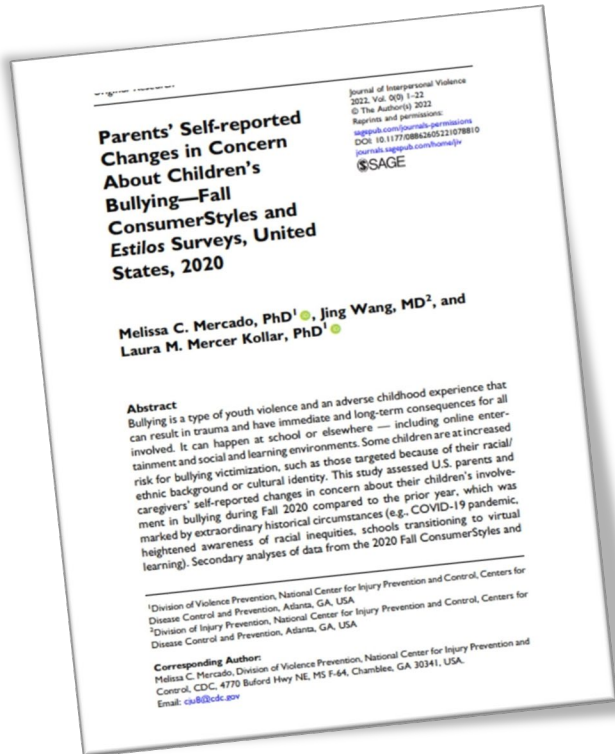 Parents' Self-reported
Changes in Concern
About Children's
Bullying—Fall
ConsumerStyles and
Estilos Surveys, United
States, 2020
Journal of Interpersonal Violence
2022, Vol. 0(0) 1–22
© The Author(s) 2022
Reprints and permissions:
sagepub.com/journals-permissions
DOI: 10.1177/08862605221078810
journals.sagepub.com/home/jiv
SAGE
Melissa C. Mercado, PhD¹, Jing Wang, MD², and
Laura M. Mercer Kollar, PhD¹
Abstract
Bullying is a type of youth violence and an adverse childhood experience that
can result in trauma and have immediate and long-term consequences for all
involved. It can happen at school or elsewhere — including online enter-
tainment and social and learning environments. Some children are at increased
risk for bullying victimization, such as those targeted because of their racial/
ethnic background or cultural identity. This study assessed U.S. parents and
caregivers' self-reported changes in concern about their children's involve-
ment in bullying during Fall 2020 compared to the prior year, which was
marked by extraordinary historical circumstances (e.g., COVID-19 pandemic,
heightened awareness of racial inequities, schools transitioning to virtual
learning). Secondary analyses of data from the 2020 Fall ConsumerStyles and
¹Division of Violence Prevention, National Center for Injury Prevention and Control, Centers for
Disease Control and Prevention, Atlanta, GA, USA
²Division of Injury Prevention, National Center for Injury Prevention and Control, Centers for
Disease Control and Prevention, Atlanta, GA, USA
Corresponding Author:
Melissa C. Mercado, Division of Violence Prevention, National Center for Injury Prevention and
Control, CDC, 4770 Buford Hwy NE, MS F-64, Chamblee, GA 30341, USA.
Email: cju8@cdc.gov